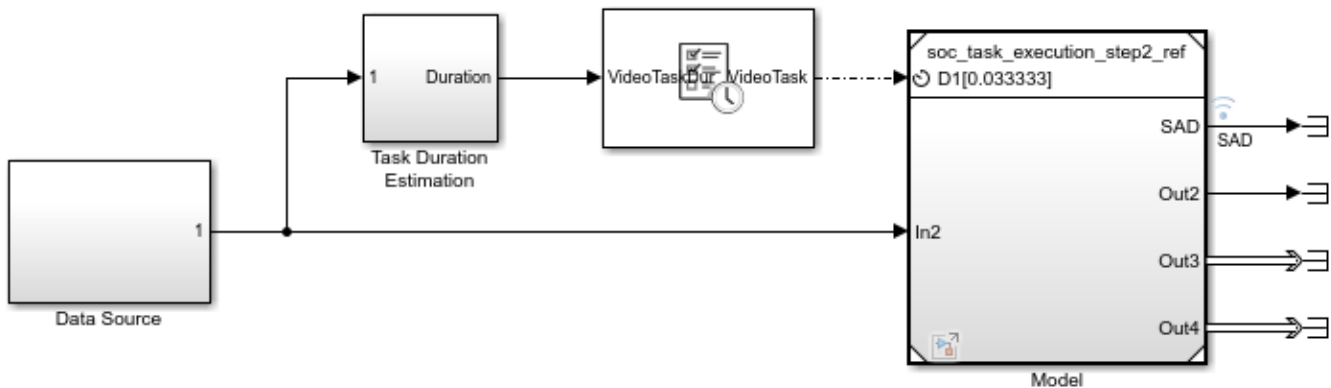 soc_task_execution_step2_ref
D1[0.033333]
1
Duration
VideoTaskDur
VideoTask
Task Duration
Estimation
SAD
SAD
Out2
1
In2
Out3
Out4
Data Source
Model